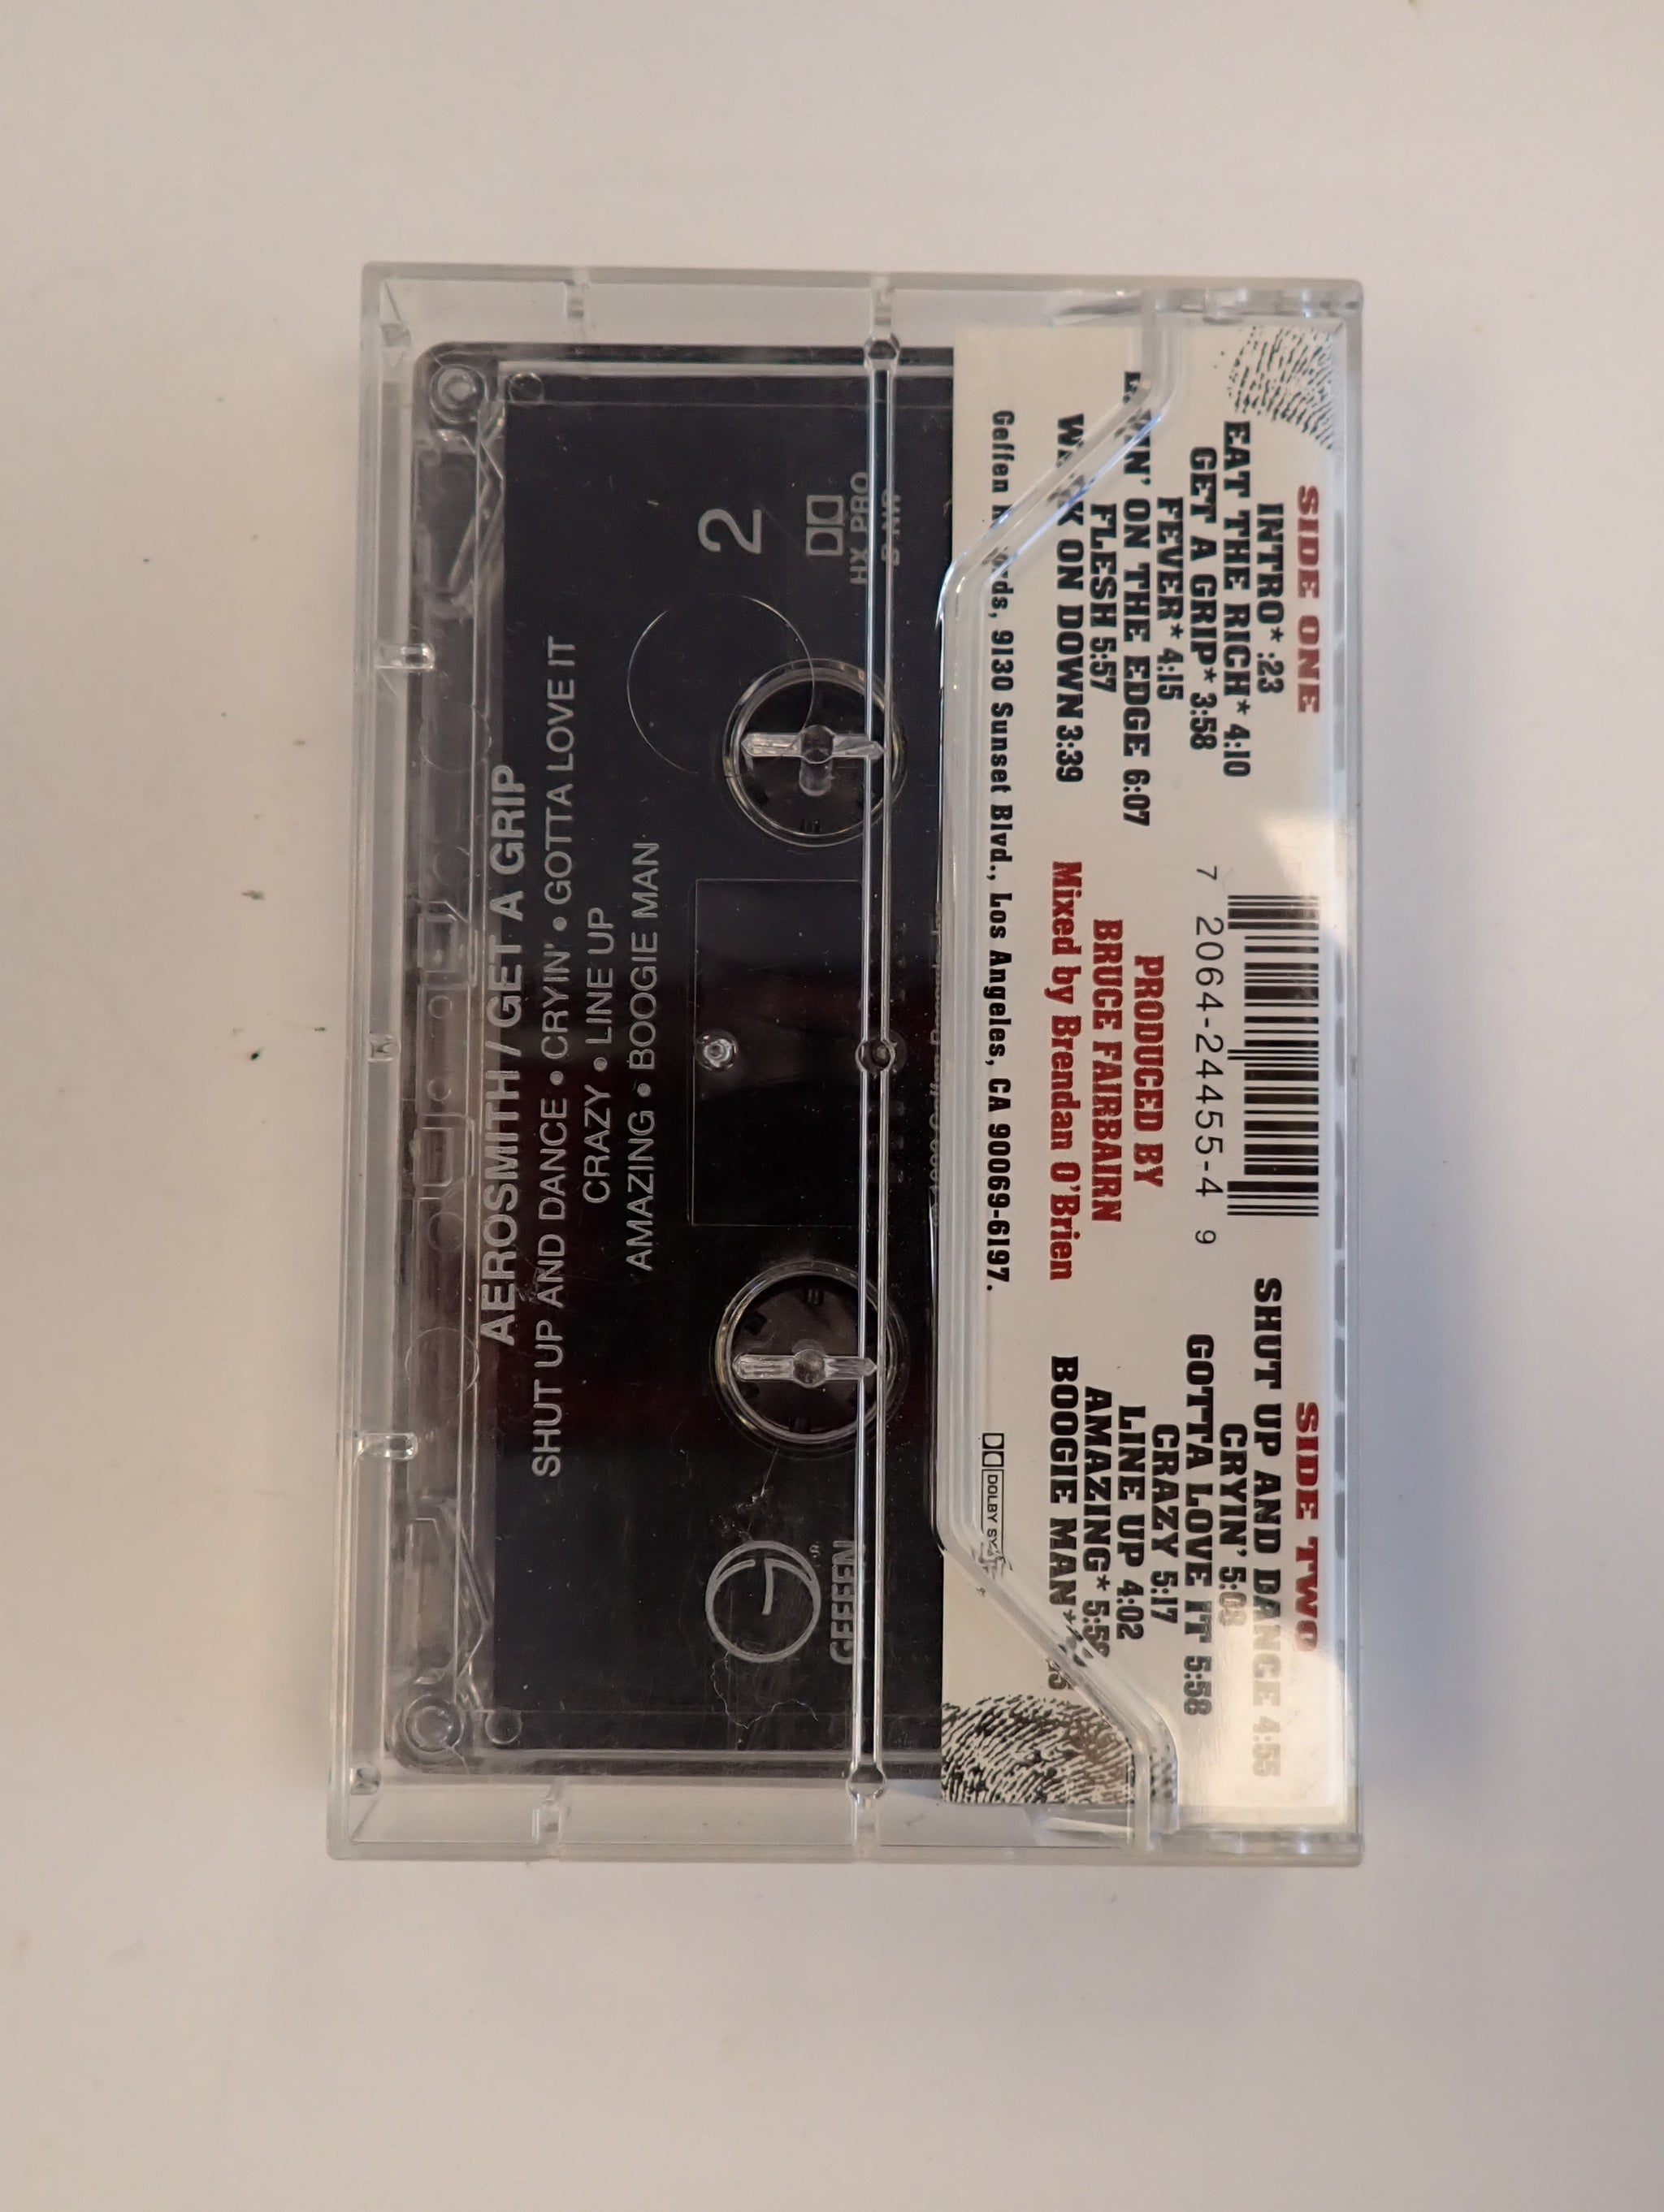 SIDE ONE
INTRO* :23
EAT THE RICH* 4:10
GET A GRIP* 3:58
FEVER* 4:15
ON THE EDGE 6:07
FLESH 5:57
ON DOWN 3:39
7 2064-24455-4 9
PRODUCED BY
BRUCE FAIRBAIRN
Mixed by Brendan O'Brien
SIDE TWO
SHUT UP AND DANCE 4:55
CRYIN' 5:08
GOTTA LOVE IT 5:58
CRAZY 5:17
LINE UP 4:02
AMAZING*
BOOGIE MAN*
Geffen 9130 Sunset Blvd., Los Angeles, CA 90069-6197.
DOLBY
AEROSMITH / GET A GRIP
SHUT UP AND DANCE • CRYIN' • GOTTA LOVE IT
CRAZY • LINE UP
AMAZING • BOOGIE MAN
2
HX PRO
B NR
G
GEFFEN